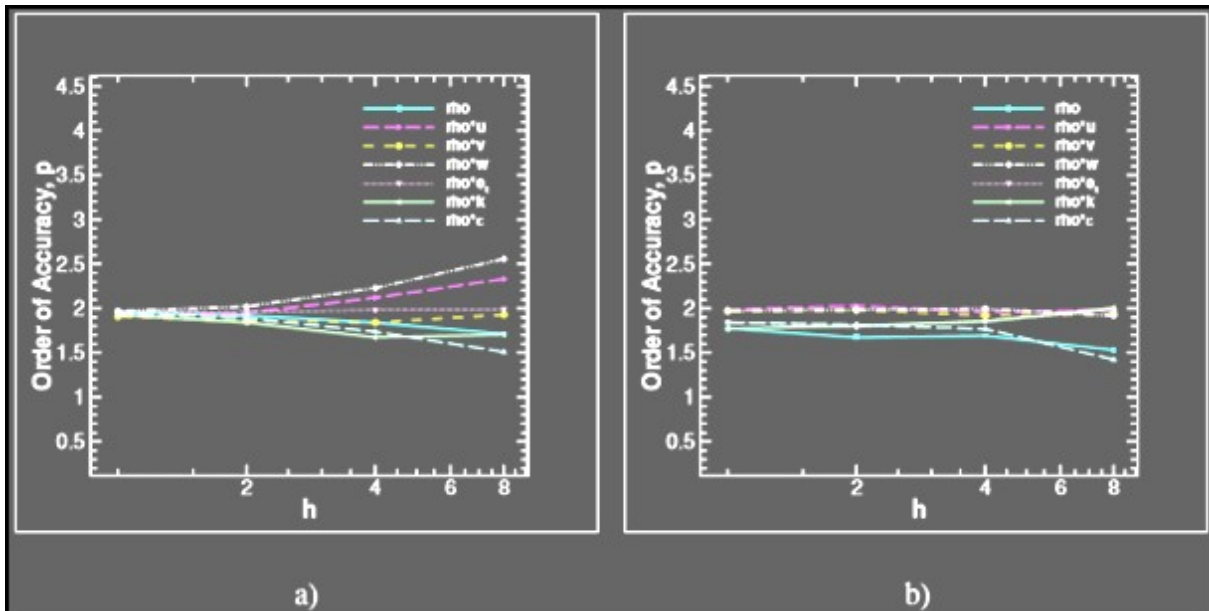 Order of Accuracy, p
4.5
4
3.5
3
2.5
2
1.5
1
0.5
2
4
6
8
h
rho
rho*u
rho*v
rho*w
rho*e
rho*k
rho*ε
a)
Order of Accuracy, p
4.5
4
3.5
3
2.5
2
1.5
1
0.5
2
4
6
8
h
rho
rho*u
rho*v
rho*w
rho*e
rho*k
rho*ε
b)